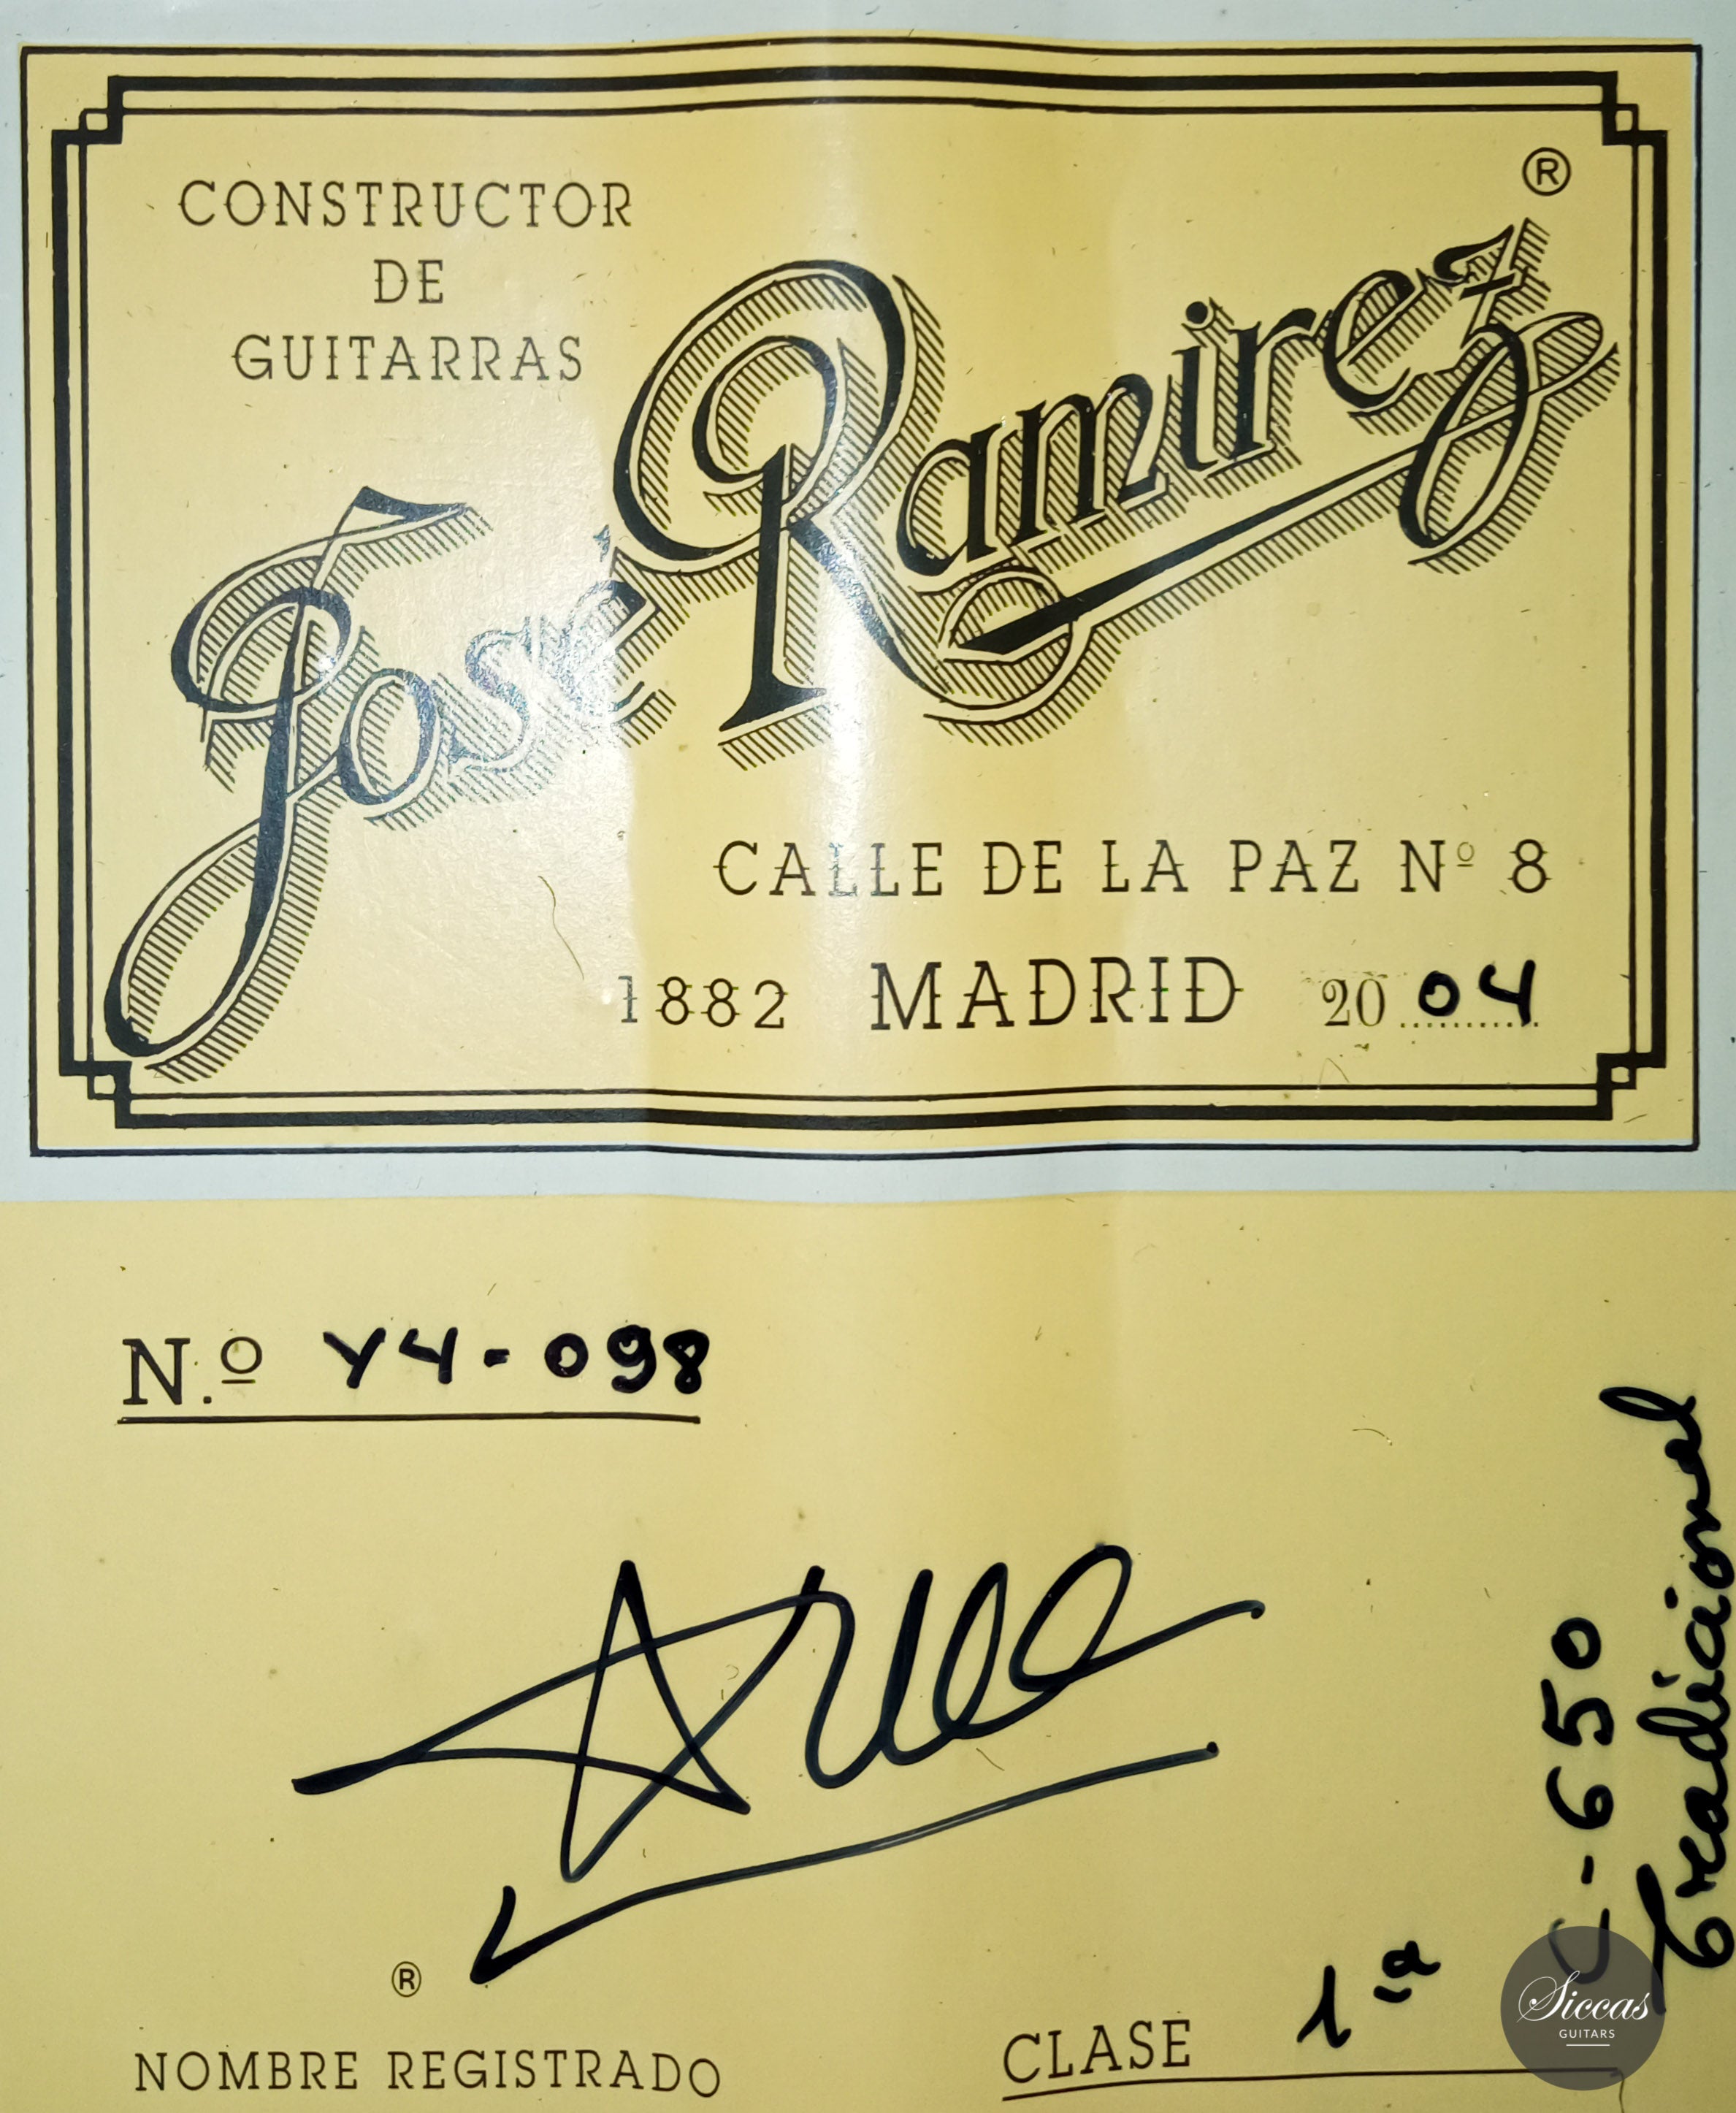 CONSTRUCTOR
DE
GUITARRAS
®
José Ramirez
CALLE DE LA PAZ Nº 8
1882 MADRID 2004
N.º Y4-098
®
NOMBRE REGISTRADO
CLASE 1ª
C-650
Tradicional
Siccas
GUITARS